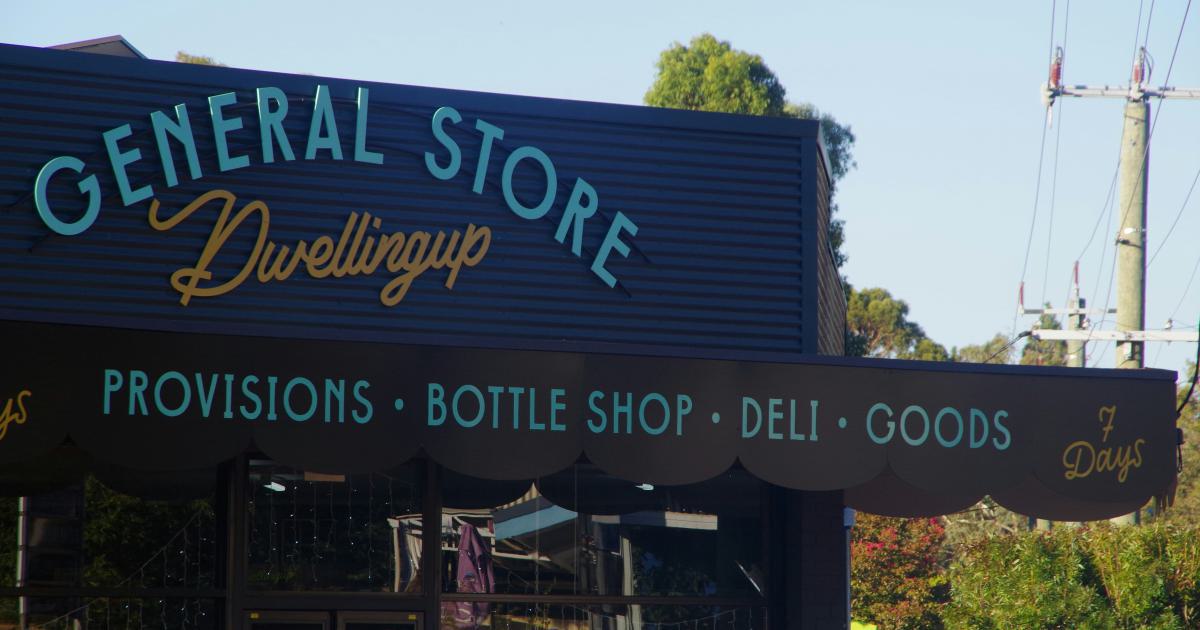 GENERAL STORE
Dwellingup
PROVISIONS · BOTTLE SHOP · DELI · GOODS
7
Days